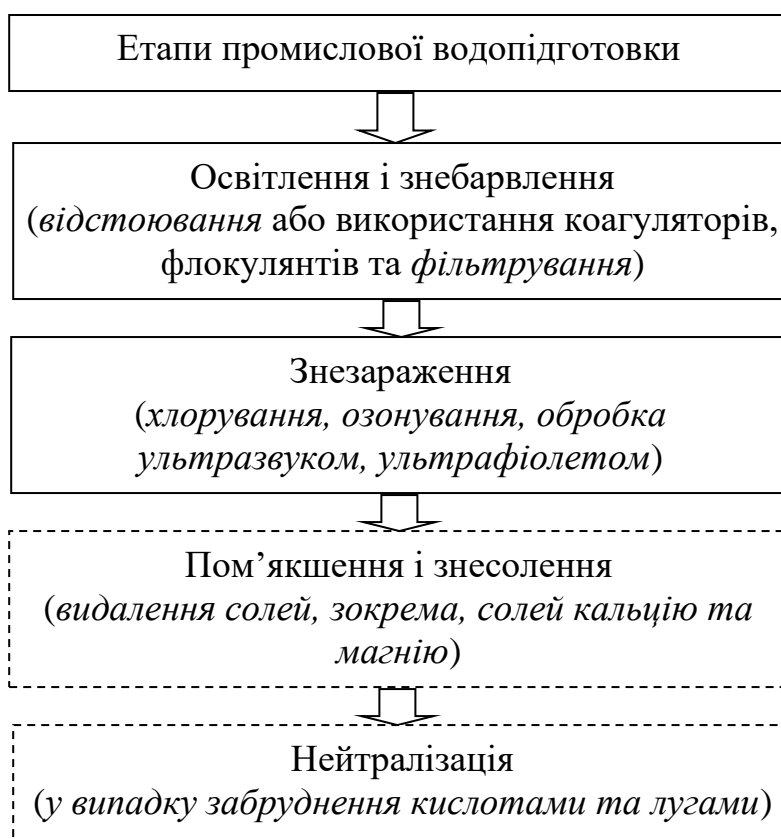 Етапи промислової водопідготовки
Освітлення і знебарвлення
(відстоювання або використання коагуляторів,
флокулянтів та фільтрування)
Знезараження
(хлорування, озонування, обробка
ультразвуком, ультрафіолетом)
Пом’якшення і знесолення
(видалення солей, зокрема, солей кальцію та
магнію)
Нейтралізація
(у випадку забруднення кислотами та лугами)